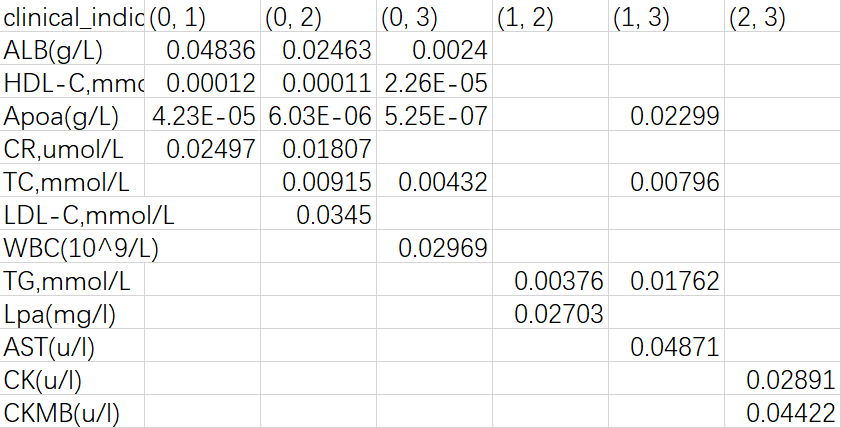 clinical_indic (0, 1) (0, 2) (0, 3) (1, 2) (1, 3) (2, 3)
ALB(g/L) 0.04836 0.02463 0.0024
HDL-C,mmo 0.00012 0.00011 2.26E-05
Apoa(g/L) 4.23E-05 6.03E-06 5.25E-07 0.02299
CR,umol/L 0.02497 0.01807
TC,mmol/L 0.00915 0.00432 0.00796
LDL-C,mmol/L 0.0345
WBC(10^9/L) 0.02969
TG,mmol/L 0.00376 0.01762
Lpa(mg/l) 0.02703
AST(u/l) 0.04871
CK(u/l) 0.02891
CKMB(u/l) 0.04422